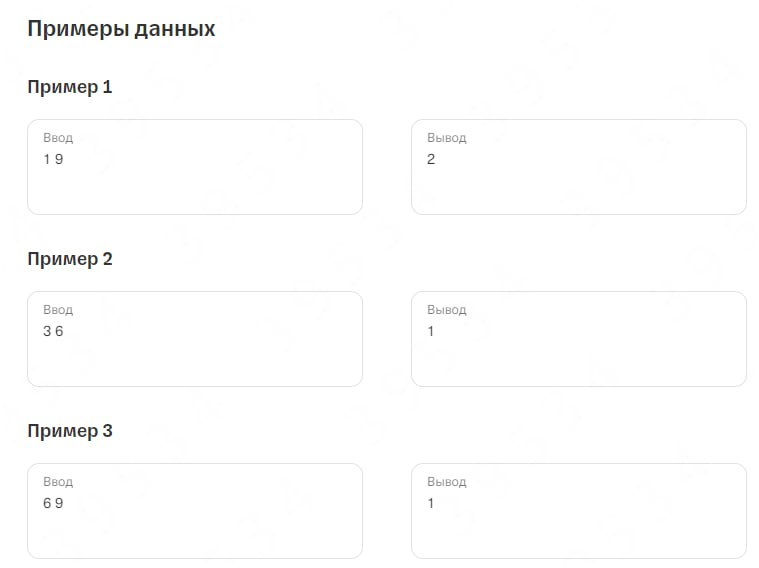 Примеры данных
Пример 1
Ввод
1 9
Вывод
2
Пример 2
Ввод
3 6
Вывод
1
Пример 3
Ввод
6 9
Вывод
1